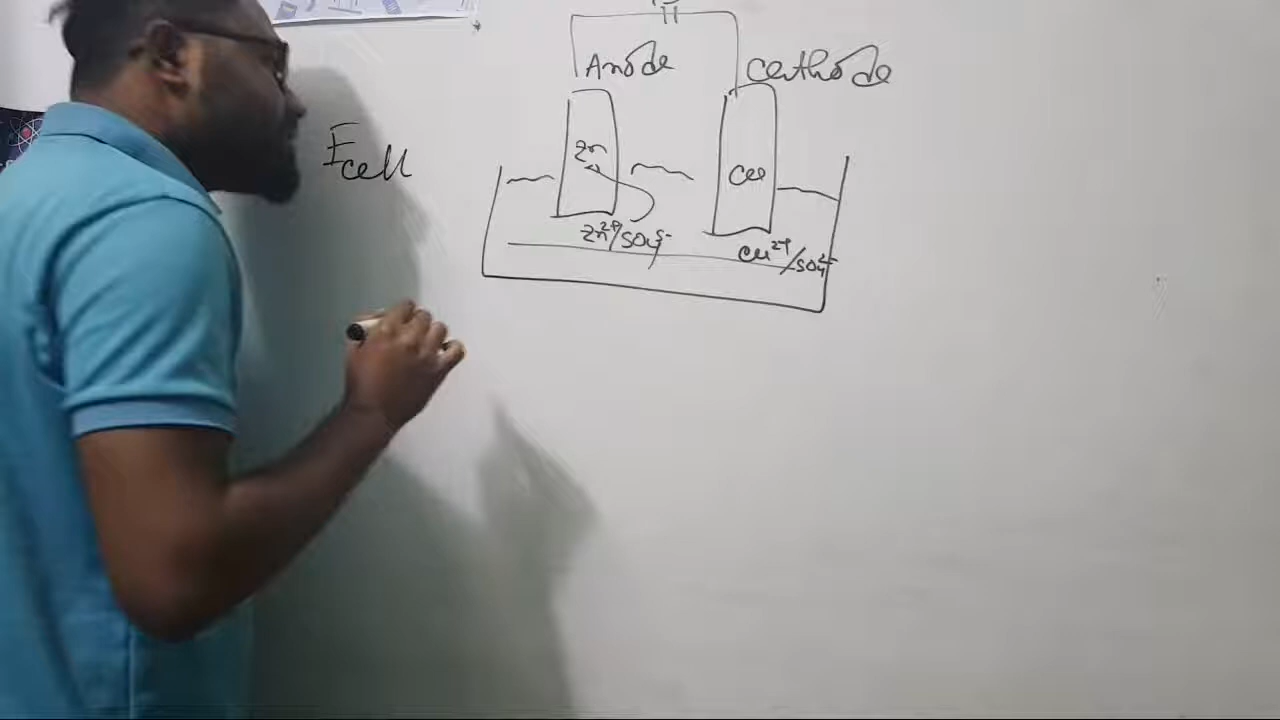 Anode Cathode
Ecell
Zn Cu
Zn²⁺/SO₄²⁻ Cu²⁺/SO₄²⁻